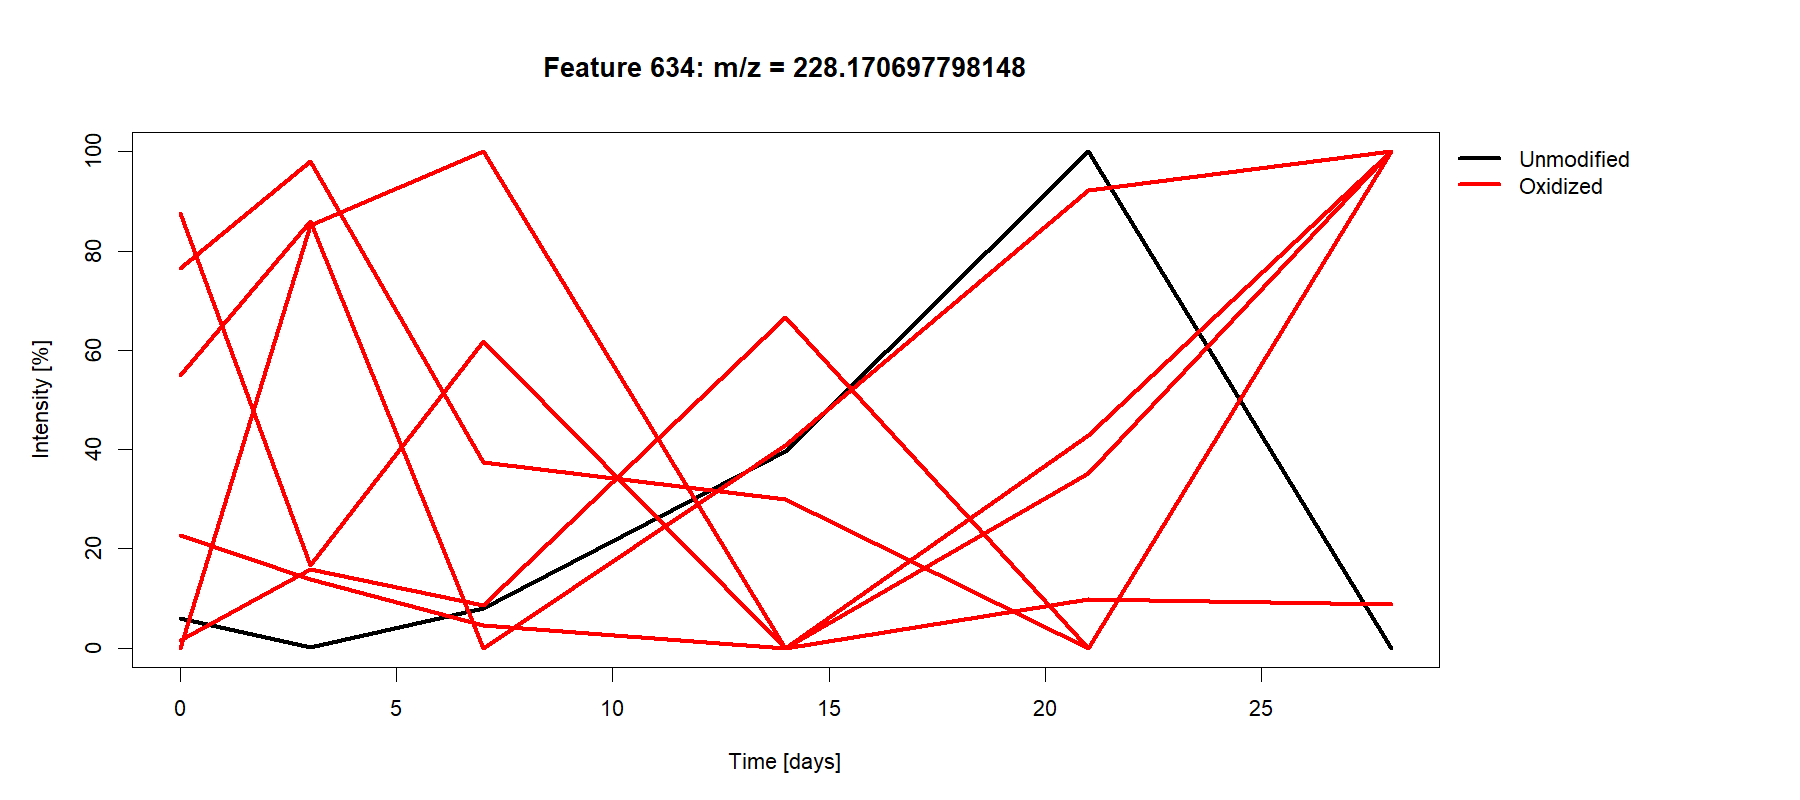 Feature 634: m/z = 228.170697798148
Unmodified
Oxidized
Intensity [%]
100
80
60
40
20
0
0 5 10 15 20 25
Time [days]